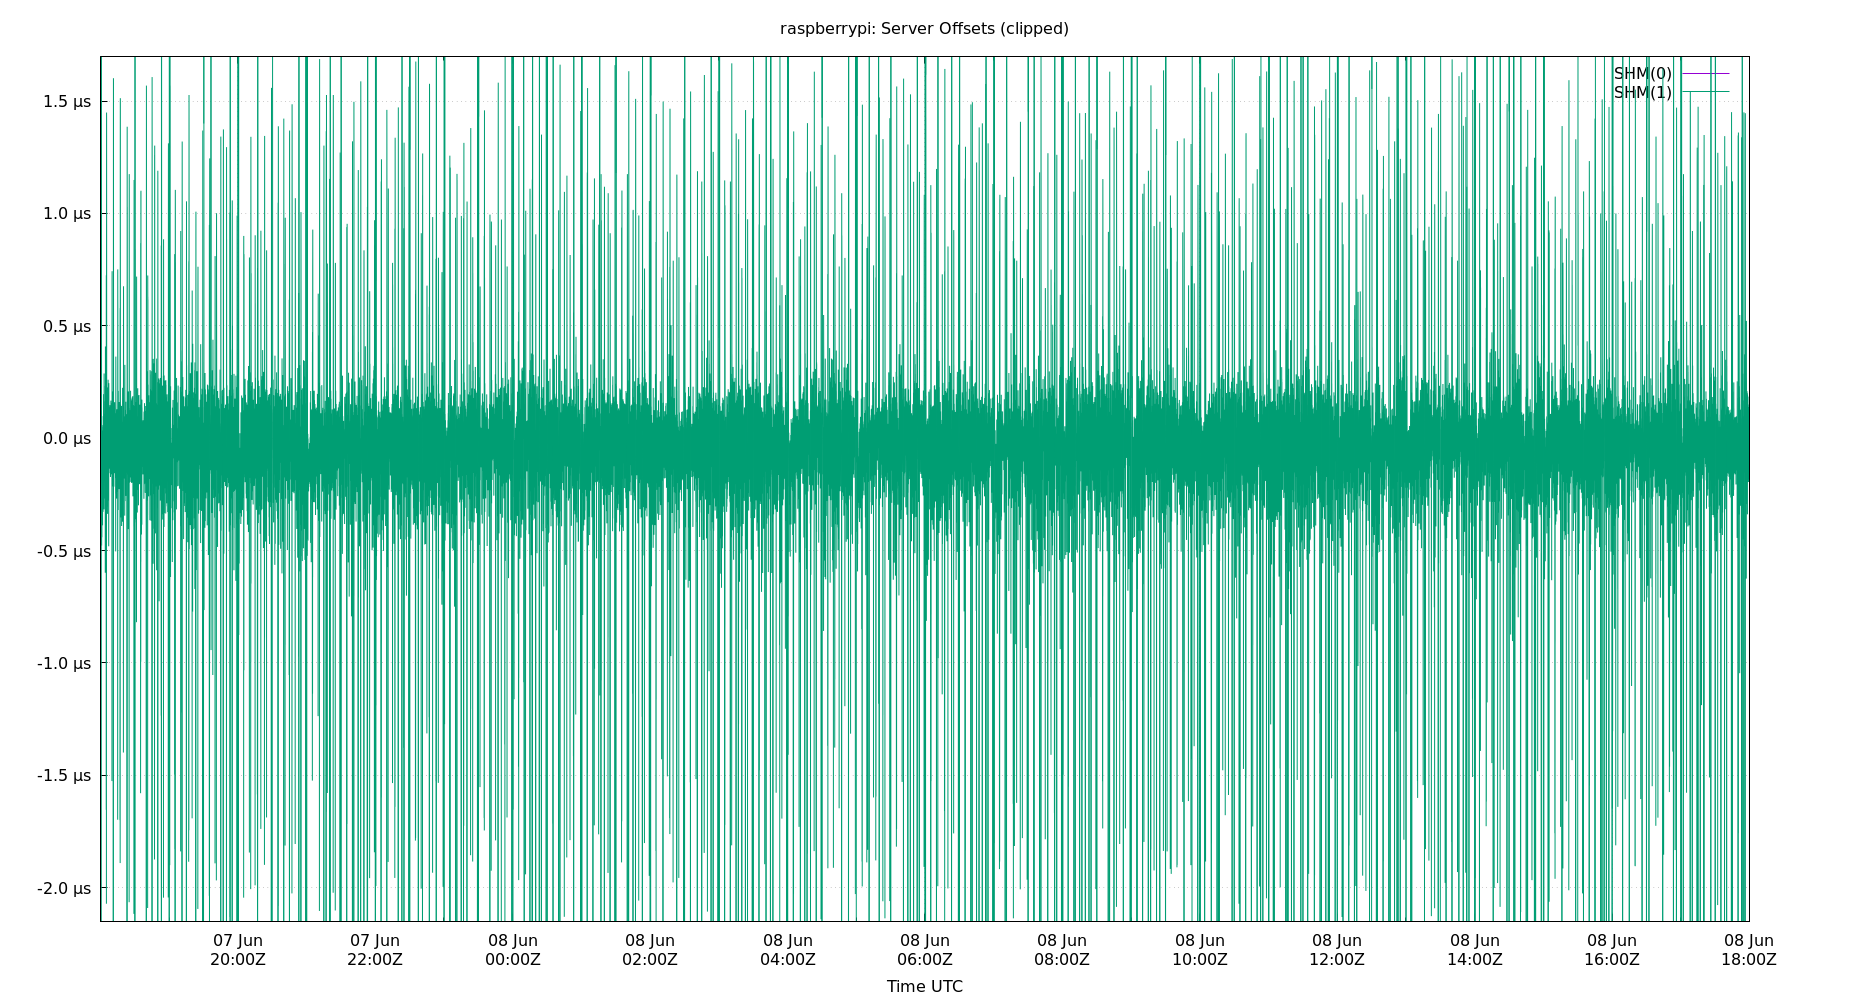 raspberrypi: Server Offsets (clipped)
SHM(0)
SHM(1)
1.5 µs
1.0 µs
0.5 µs
0.0 µs
-0.5 µs
-1.0 µs
-1.5 µs
-2.0 µs
07 Jun 07 Jun 08 Jun 08 Jun 08 Jun 08 Jun 08 Jun 08 Jun 08 Jun 08 Jun 08 Jun 08 Jun
20:00Z 22:00Z 00:00Z 02:00Z 04:00Z 06:00Z 08:00Z 10:00Z 12:00Z 14:00Z 16:00Z 18:00Z
Time UTC